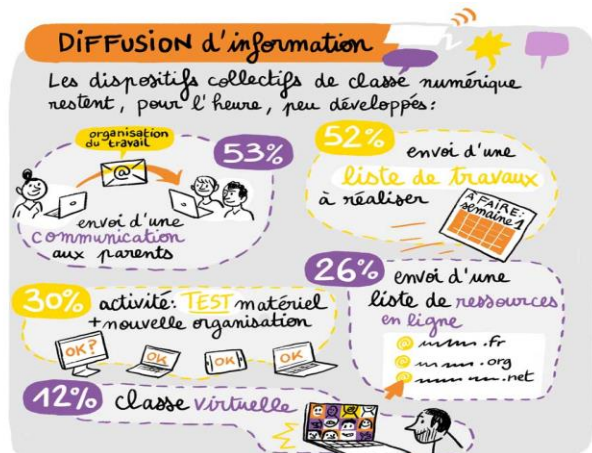 DiFFUSiON d'information
Les dispositifs collectifs de classe numérique
restent, pour l'heure, peu développés:
organisation
du travail
@
53%
envoi d'une
communication
aux parents
52%
envoi d'une
liste de travaux
à réaliser
À FAIRE:
semaine 1
30%
activité: TEST matériel
+ nouvelle organisation
OK?
OK
OK
OK
26%
envoi d'une
liste de ressources
en ligne
@ .fr
@ .org
@ .net
12%
classe virtuelle